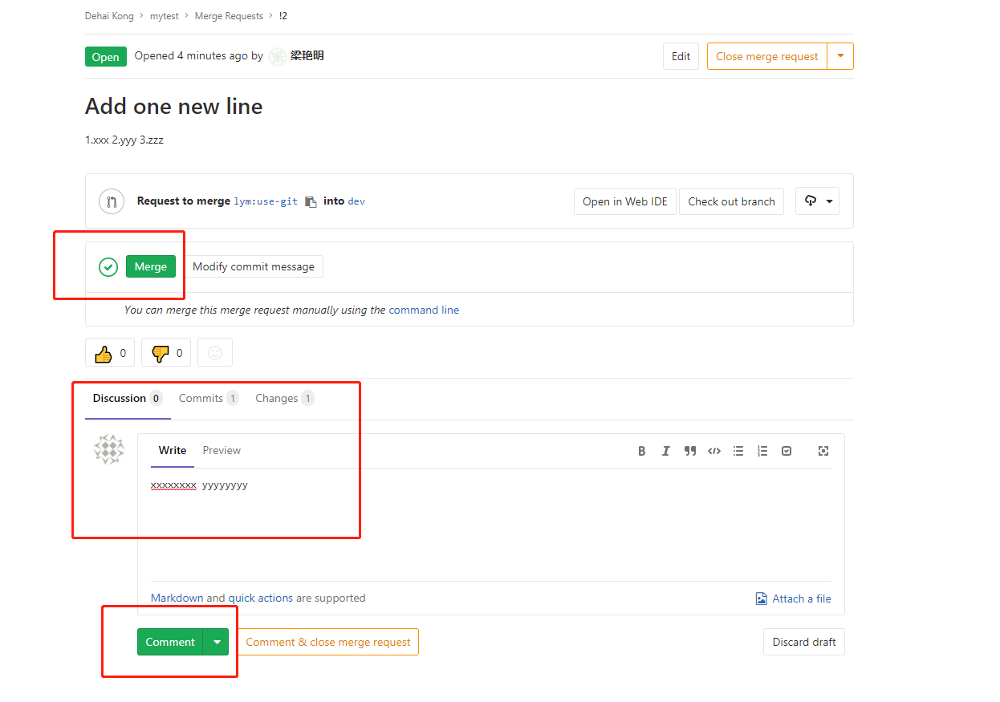 Dehai Kong > mytest > Merge Requests > !2
Open Opened 4 minutes ago by 梁艳明 Edit Close merge request
Add one new line
1.xxx 2.yyy 3.zzz
Request to merge lym:use-git into dev Open in Web IDE Check out branch
Merge Modify commit message
You can merge this merge request manually using the command line
0 0
Discussion 0 Commits 1 Changes 1
Write Preview
xxxxxxxx yyyyyyyy
Markdown and quick actions are supported Attach a file
Comment Comment & close merge request Discard draft